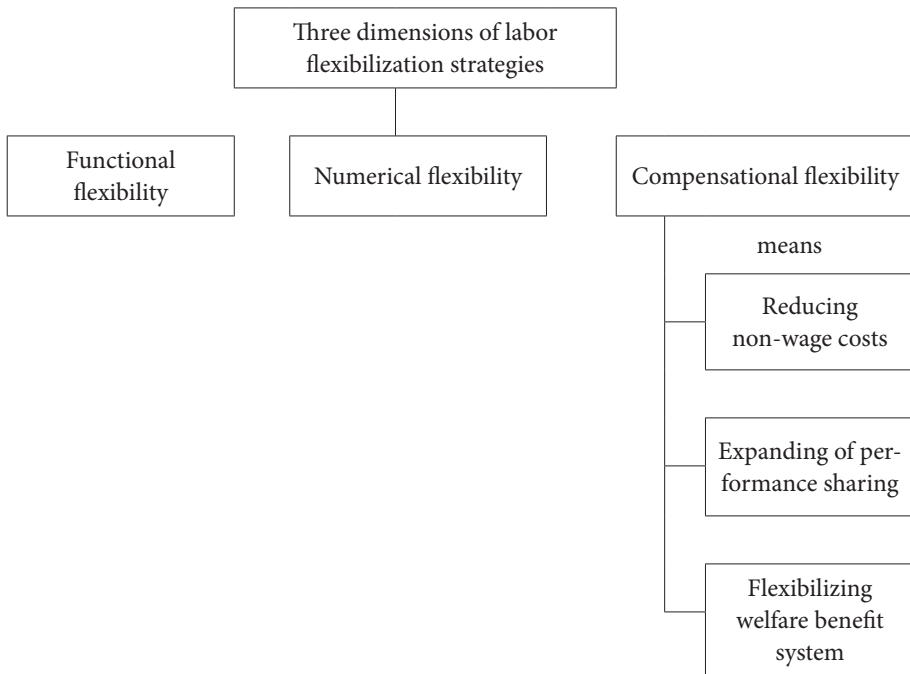 Three dimensions of labor
flexibilization strategies
Functional
flexibility
Numerical flexibility
Compensational flexibility
means
Reducing
non-wage costs
Expanding of per-
formance sharing
Flexibilizing
welfare benefit
system